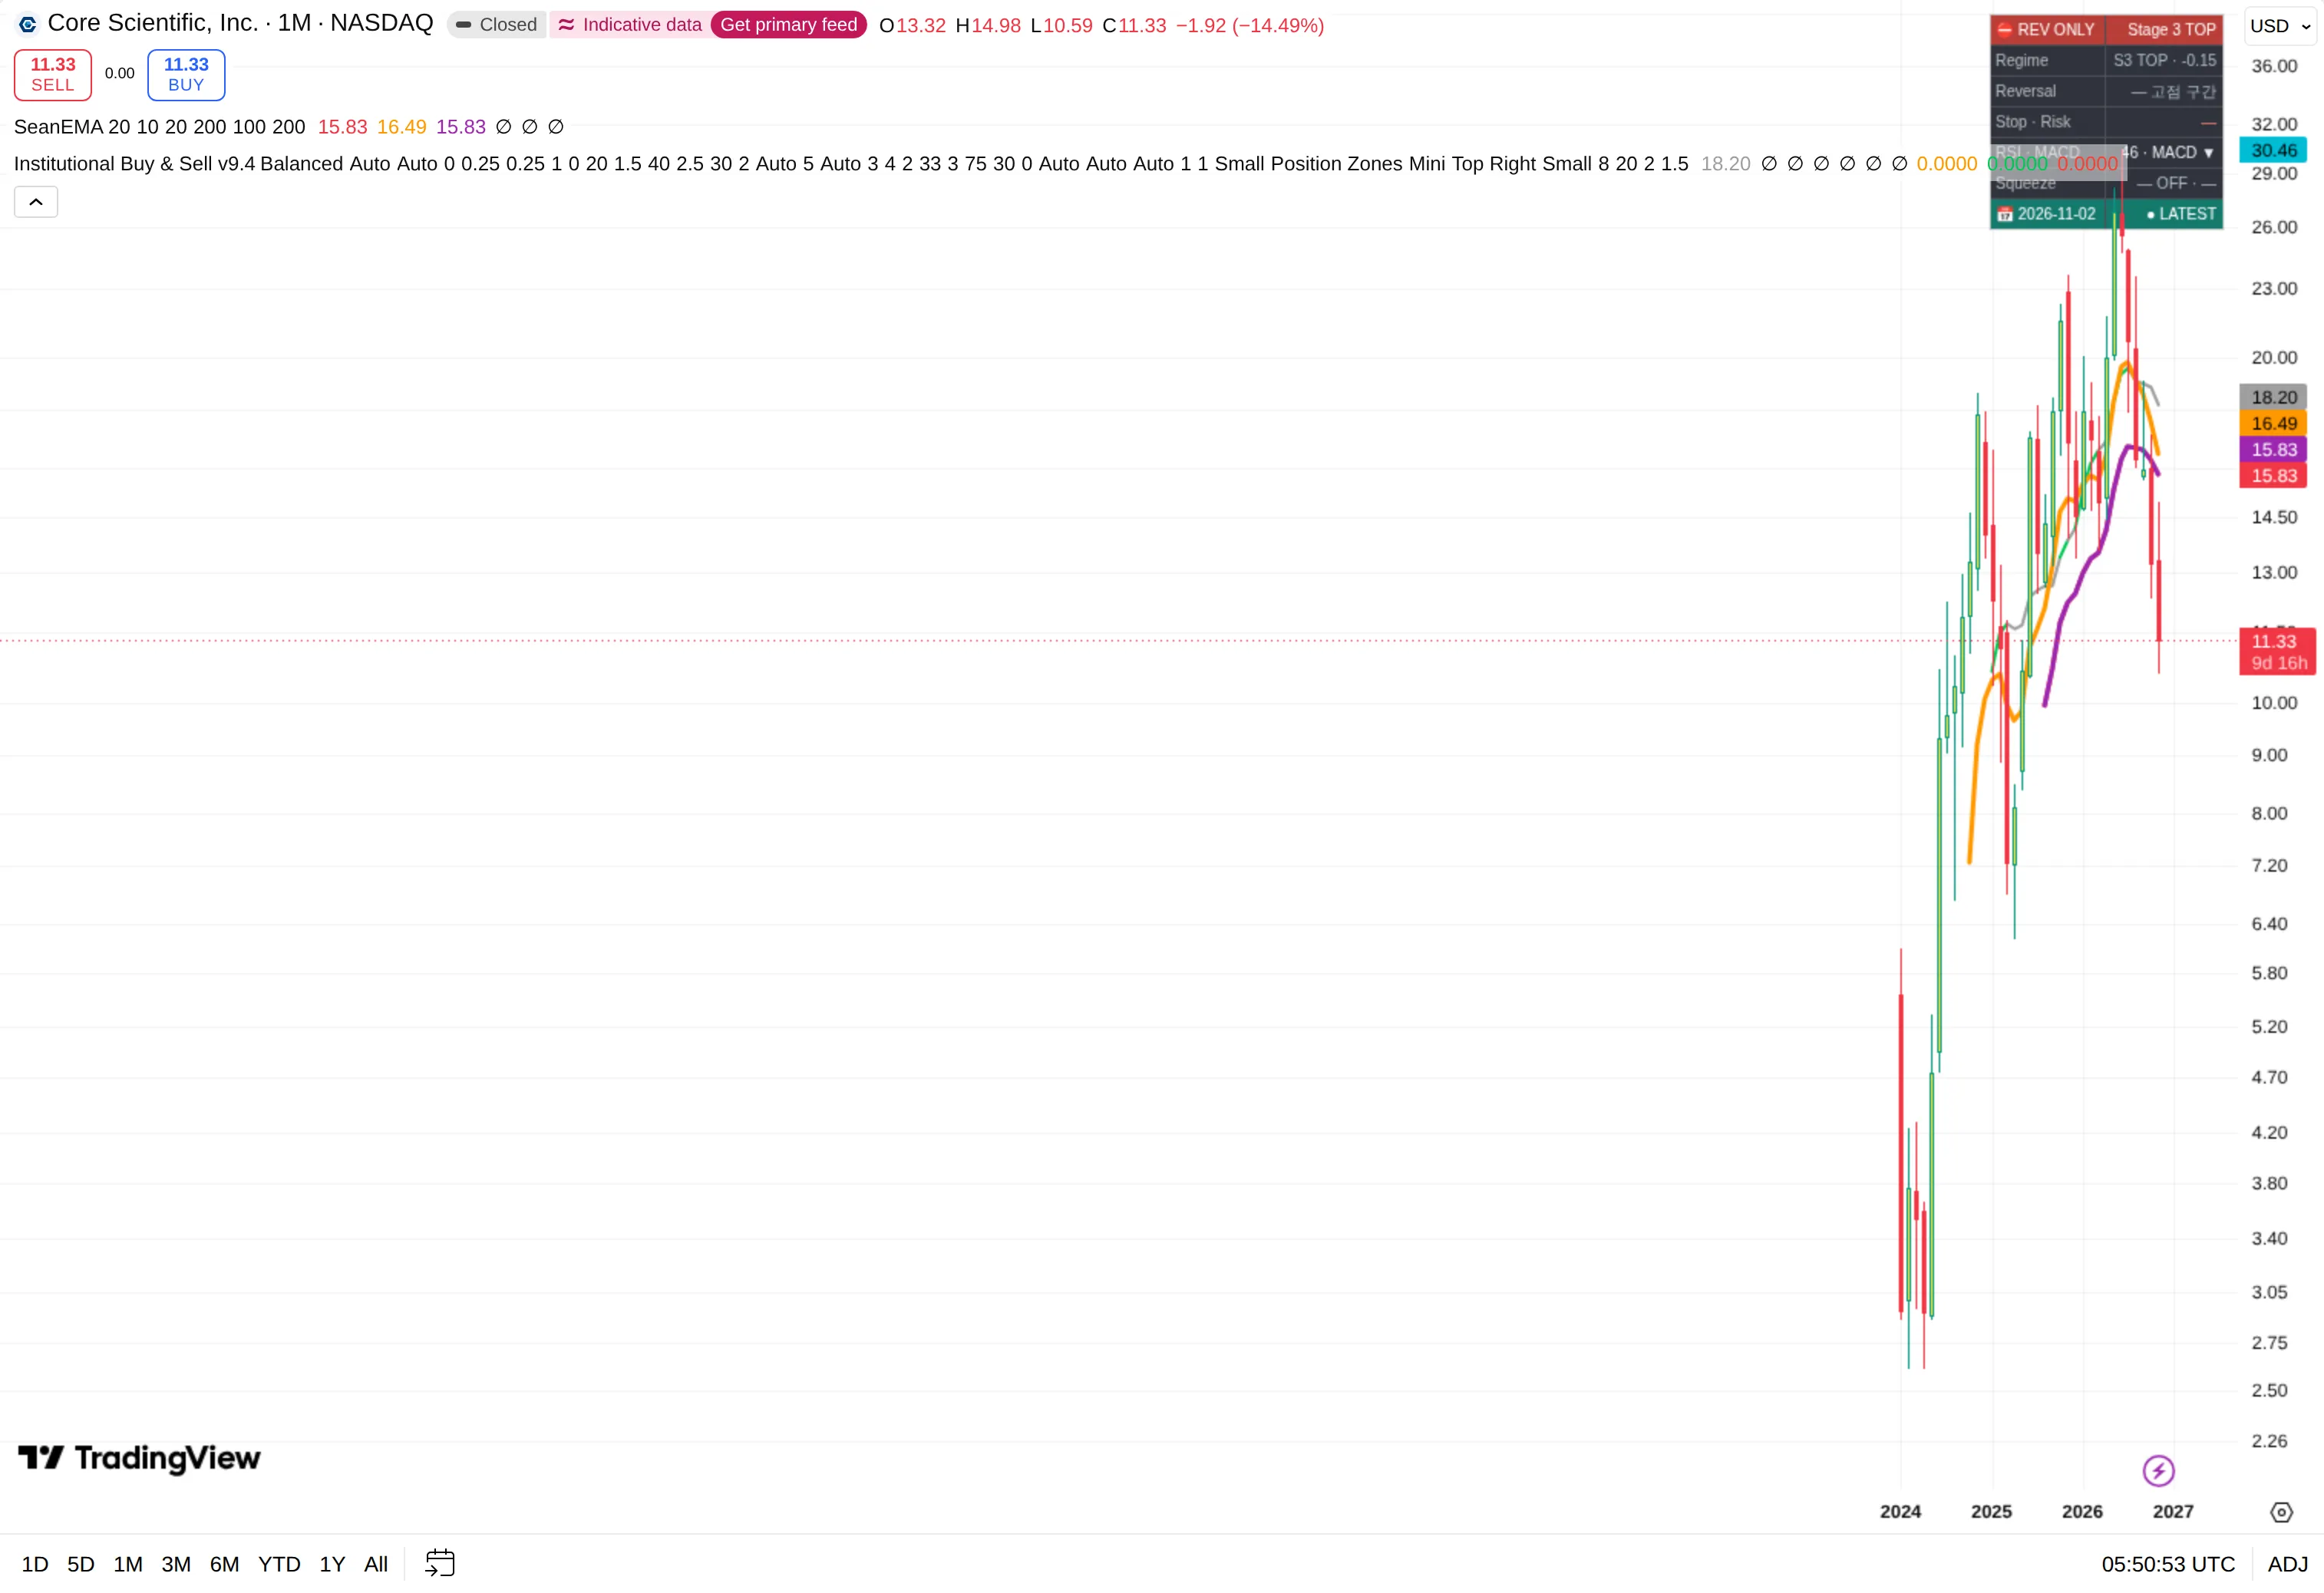 Core Scientific, Inc. · 1M · NASDAQ Closed Indicative data Get primary feed O13.32 H14.98 L10.59 C11.33 −1.92 (−14.49%)
11.33 SELL
0.00
11.33 BUY
SeanEMA 20 10 20 200 100 200 15.83 16.49 15.83 ∅ ∅ ∅
Institutional Buy & Sell v9.4 Balanced Auto Auto 0 0.25 0.25 1 0 20 1.5 40 2.5 30 2 Auto 5 Auto 3 4 2 33 3 75 30 0 Auto Auto Auto 1 1 Small Position Zones Mini Top Right Small 8 20 2 1.5 18.20 ∅ ∅ ∅ ∅ ∅ ∅ 0.0000 0.0000 0.0000
REV ONLY Stage 3 TOP
Regime S3 TOP · -0.15
Reversal — 고점 구간
Stop · Risk —
RSI · MACD 46 · MACD ▼
Squeeze — OFF · —
2026-11-02 ● LATEST
USD
36.00
32.00
30.46
29.00
26.00
23.00
20.00
18.20
16.49
15.83
15.83
14.50
13.00
11.33
9d 16h
10.00
9.00
8.00
7.20
6.40
5.80
5.20
4.70
4.20
3.80
3.40
3.05
2.75
2.50
2.26
TradingView
2024 2025 2026 2027
1D 5D 1M 3M 6M YTD 1Y All
05:50:53 UTC ADJ